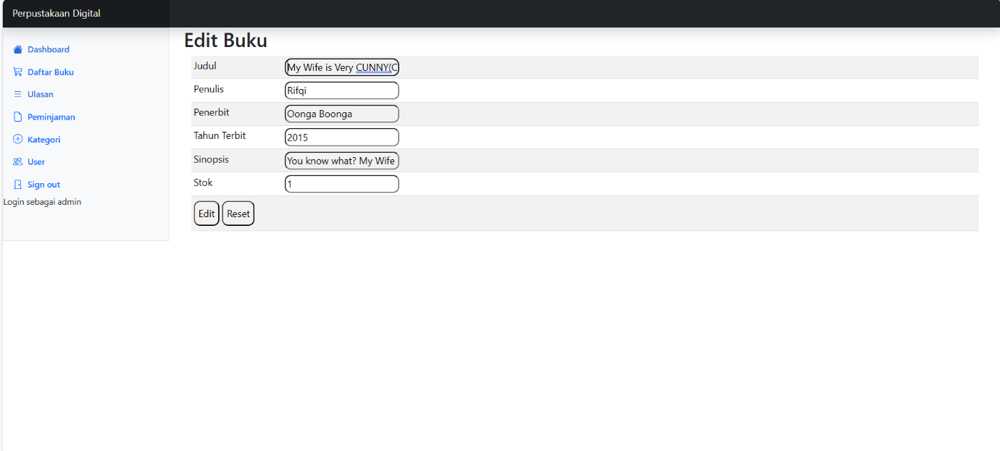 Perpustakaan Digital
Dashboard
Daftar Buku
Ulasan
Peminjaman
Kategori
User
Sign out
Login sebagai admin
Edit Buku
Judul My Wife is Very CUNNY(C
Penulis Rifqi
Penerbit Oonga Boonga
Tahun Terbit 2015
Sinopsis You know what? My Wife
Stok 1
Edit Reset